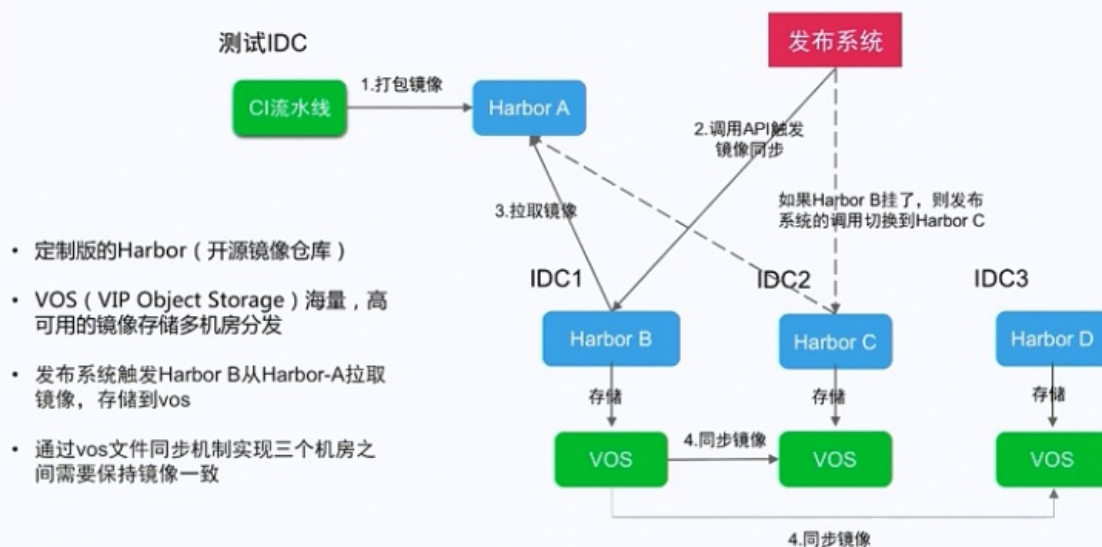 测试IDC
发布系统
CI流水线
1.打包镜像
Harbor A
2.调用API触发
镜像同步
3.拉取镜像
如果Harbor B挂了，则发布
系统的调用切换到Harbor C
• 定制版的Harbor（开源镜像仓库）
• VOS（VIP Object Storage）海量，高
可用的镜像存储多机房分发
• 发布系统触发Harbor B从Harbor-A拉取
镜像，存储到vos
• 通过vos文件同步机制实现三个机房之
间需要保持镜像一致
IDC1
IDC2
IDC3
Harbor B
Harbor C
Harbor D
存储
存储
存储
VOS
4.同步镜像
VOS
VOS
4.同步镜像